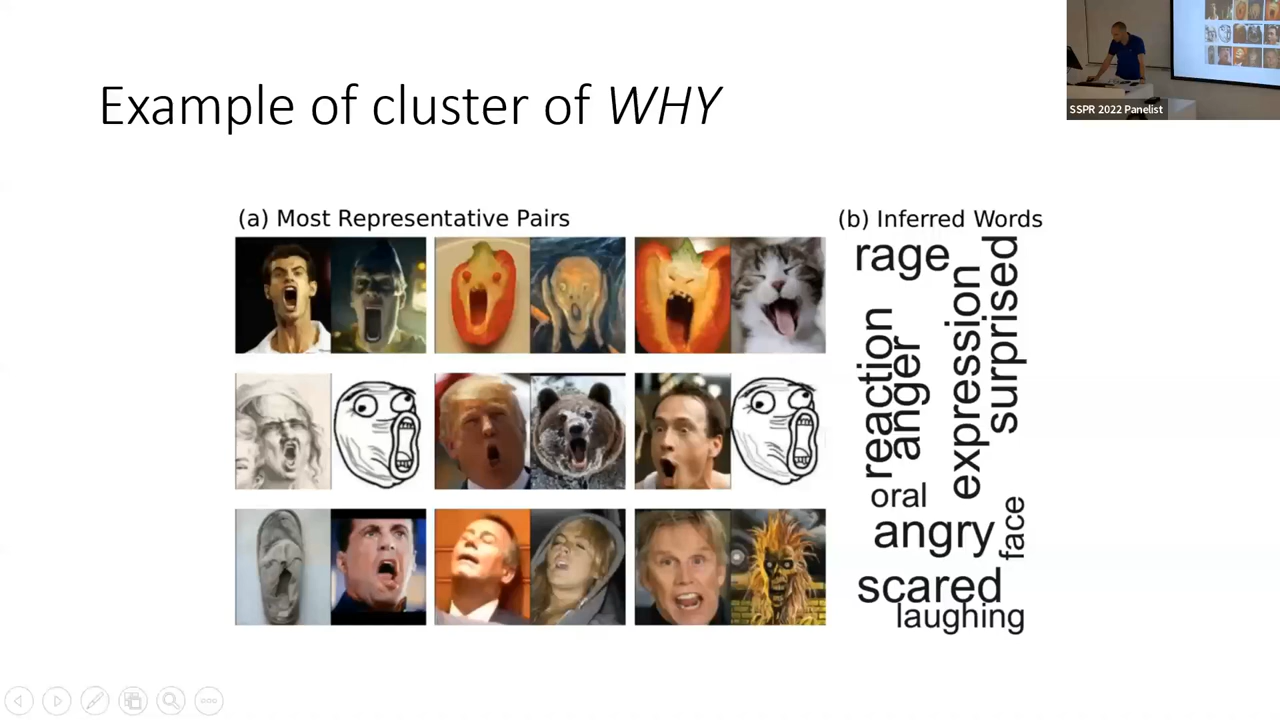 Example of cluster of WHY
SSPR 2022 Panelist
(a) Most Representative Pairs
(b) Inferred Words
rage
reaction
anger
expression
surprised
oral
angry
face
scared
laughing